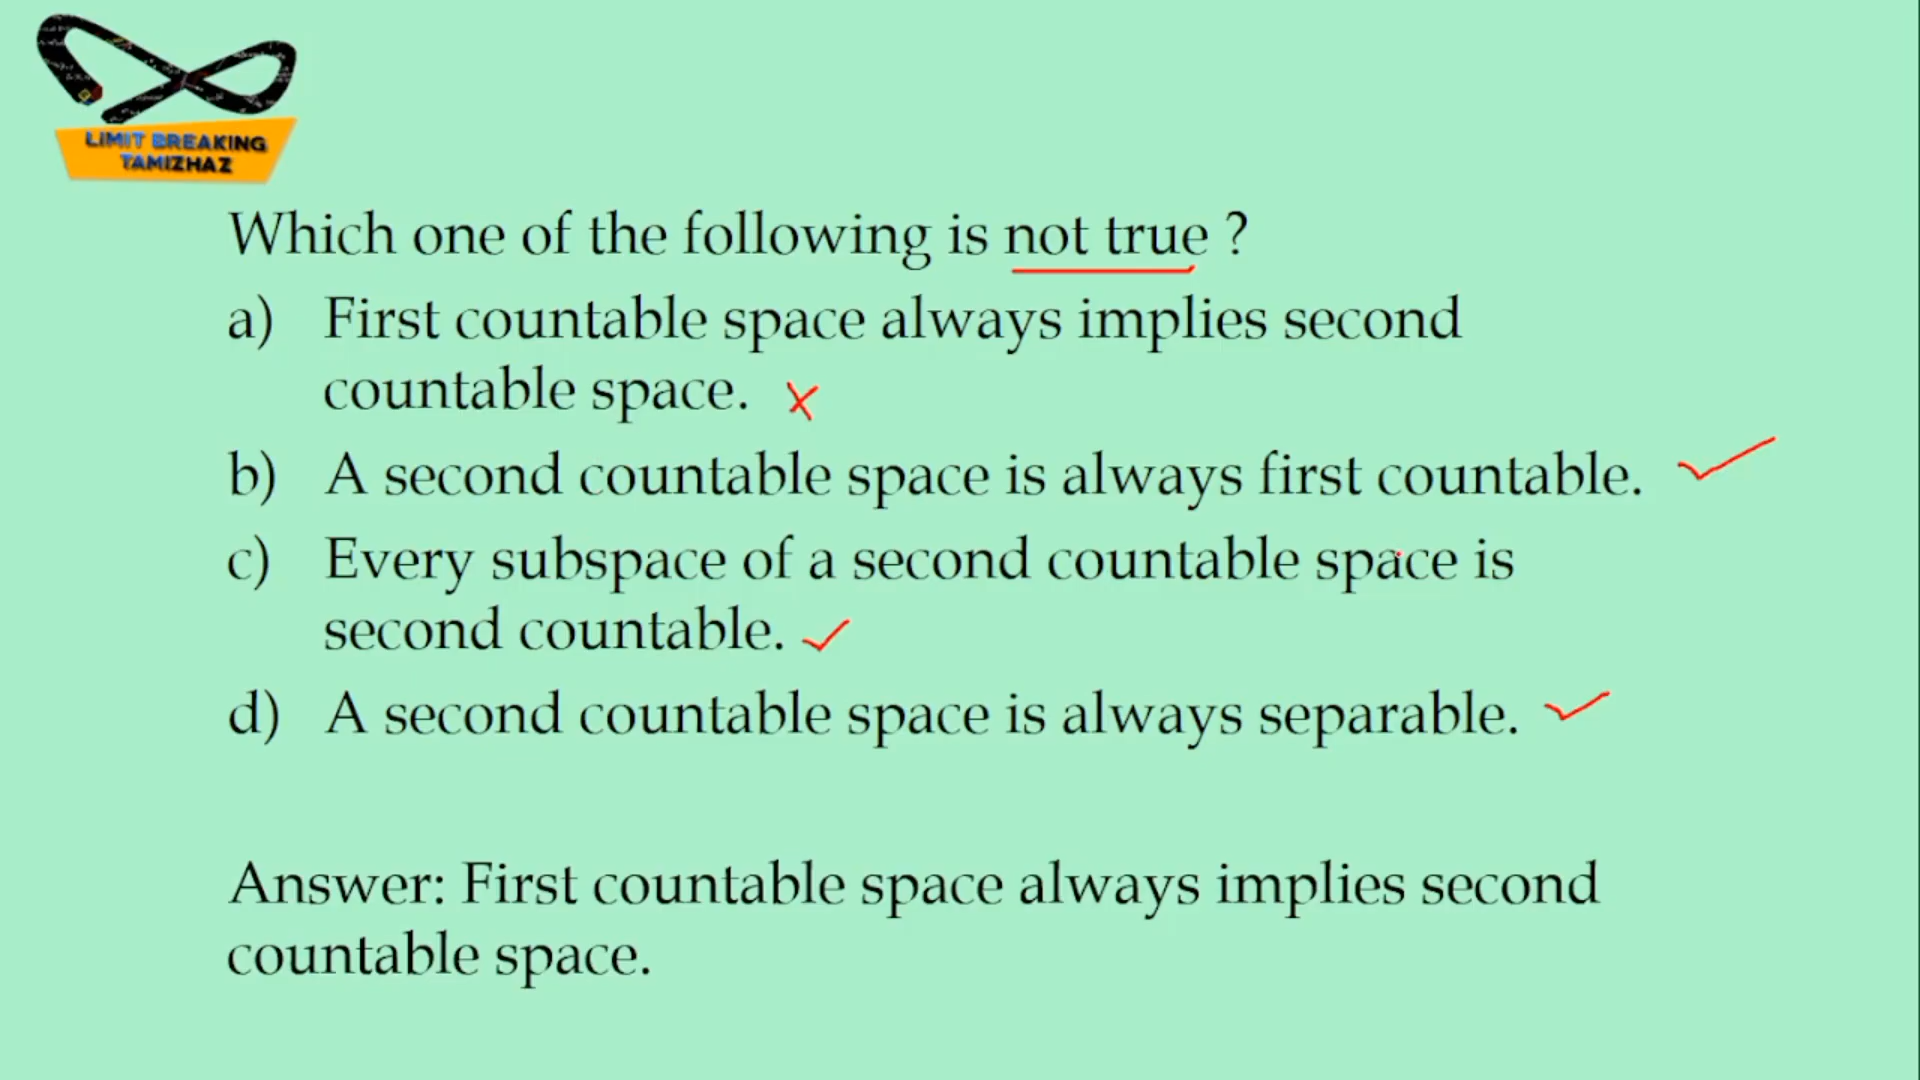 LIMIT BREAKING
TAMIZHAZ
Which one of the following is not true ?
a) First countable space always implies second
countable space.
b) A second countable space is always first countable.
c) Every subspace of a second countable space is
second countable.
d) A second countable space is always separable.
Answer: First countable space always implies second
countable space.